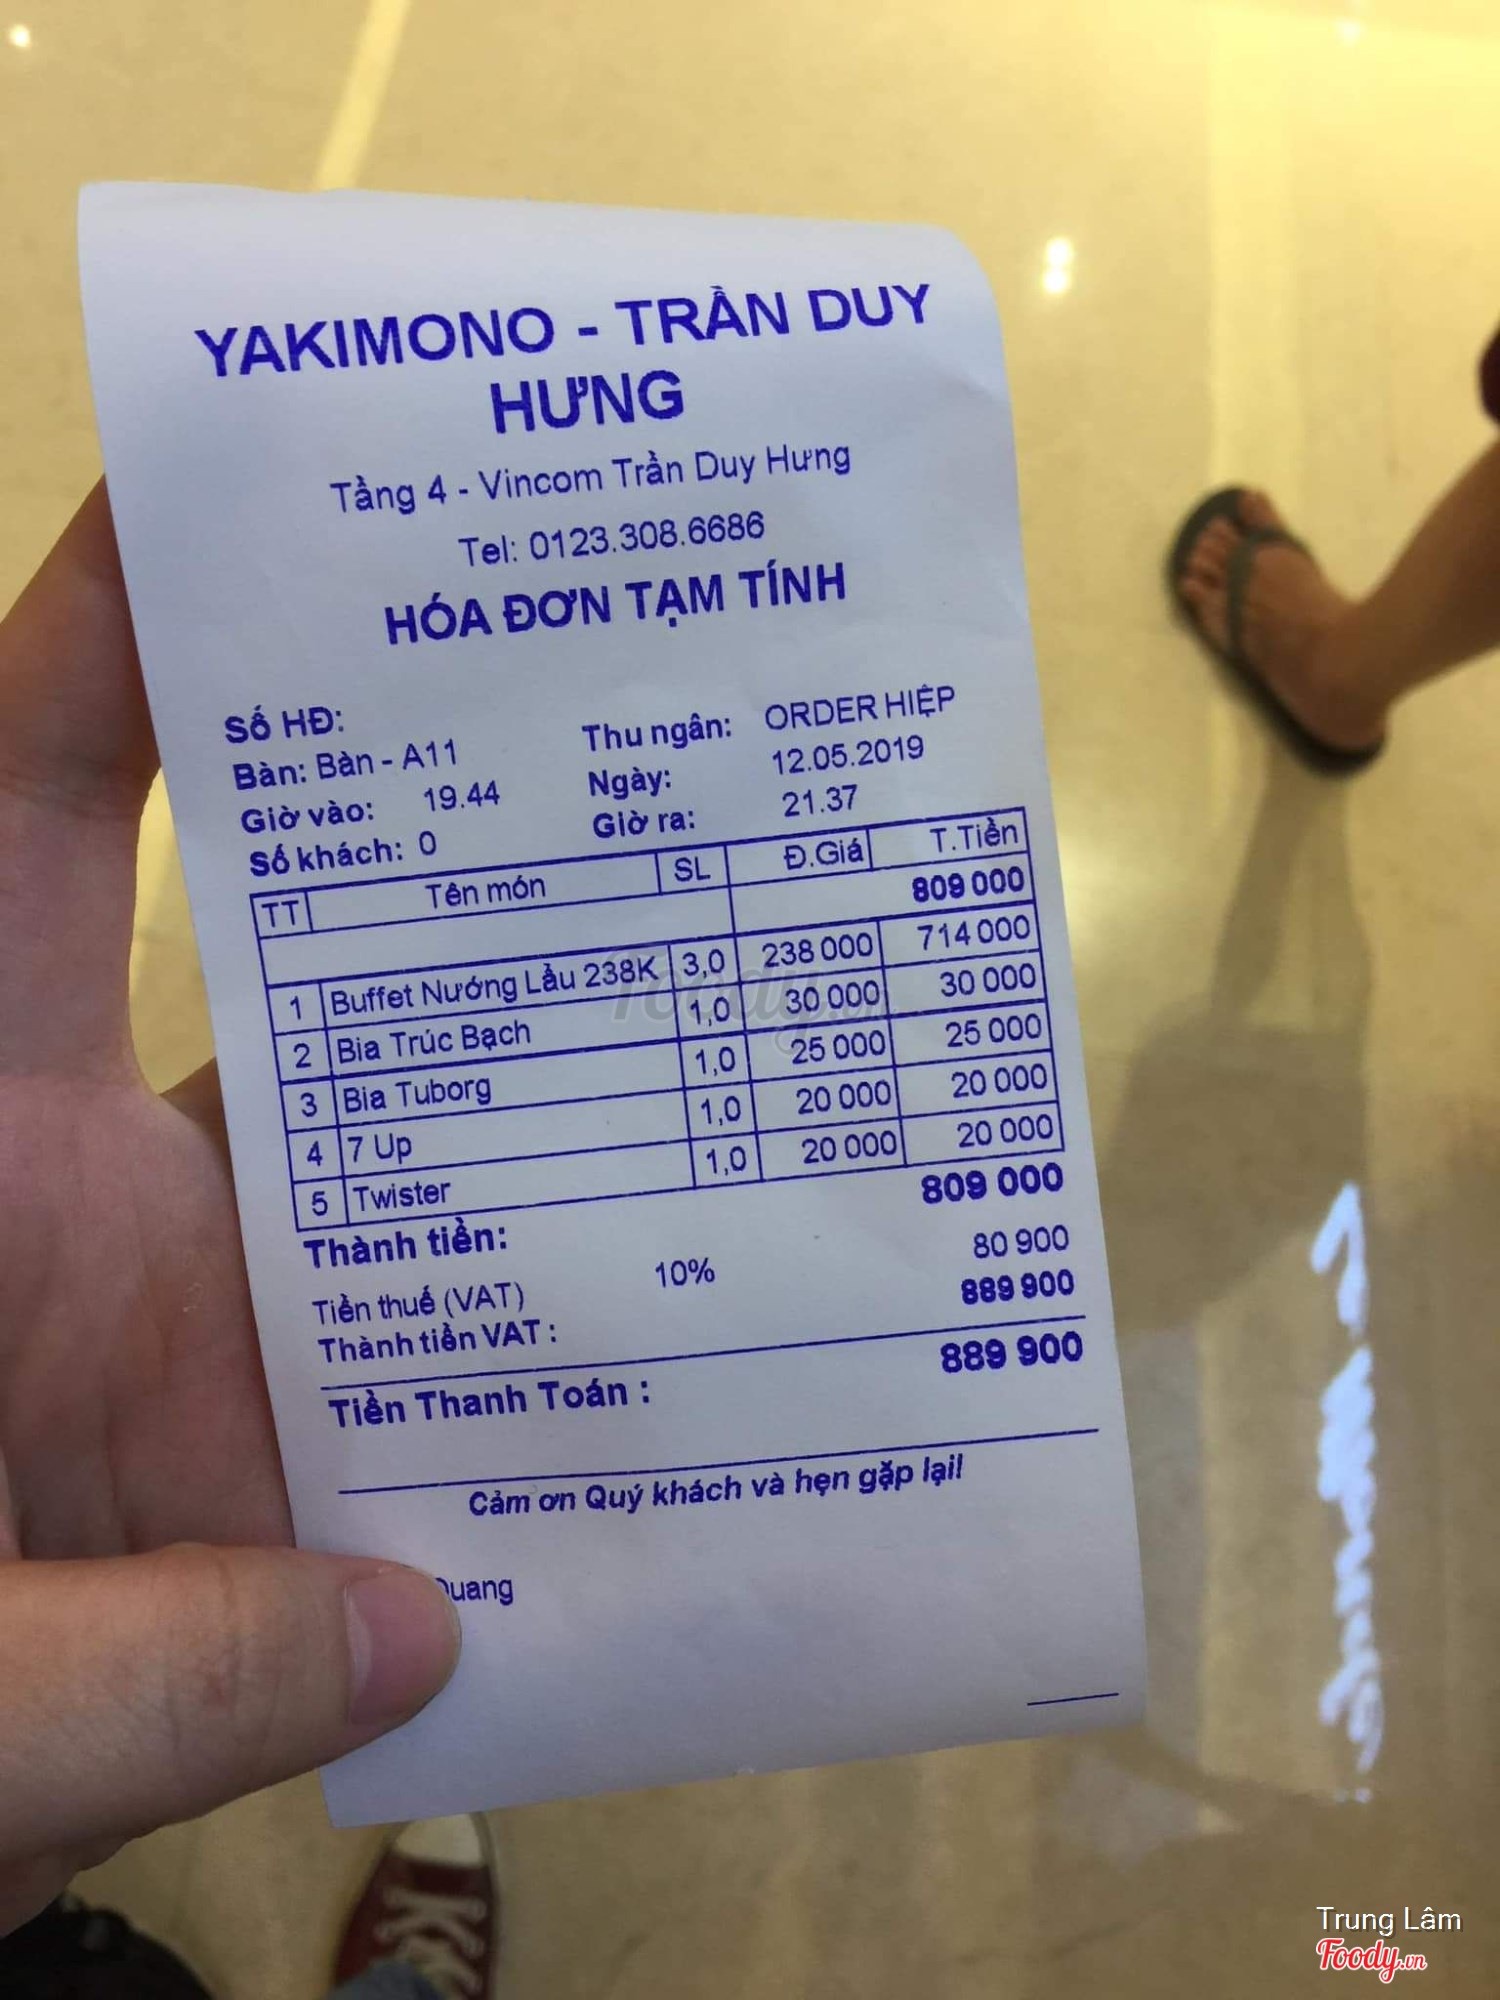 YAKIMONO - TRẦN DUY
HƯNG
Tầng 4 - Vincom Trần Duy Hưng
Tel: 0123.308.6686
HÓA ĐƠN TẠM TÍNH
Số HĐ:
Thu ngân: ORDER HIỆP
Bàn: Bàn - A11
Ngày: 12.05.2019
Giờ vào: 19.44
Giờ ra: 21.37
Số khách: 0
TT Tên món SL Đ.Giá T.Tiền
809 000
1 Buffet Nướng Lẩu 238K 3,0 238 000 714 000
2 Bia Trúc Bạch 1,0 30 000 30 000
3 Bia Tuborg 1,0 25 000 25 000
4 7 Up 1,0 20 000 20 000
5 Twister 1,0 20 000 20 000
Thành tiền: 809 000
Tiền thuế (VAT) 10% 80 900
Thành tiền VAT : 889 900
Tiền Thanh Toán : 889 900
Cảm ơn Quý khách và hẹn gặp lại!
Foody.vn
Trung Lâm
Foody.vn